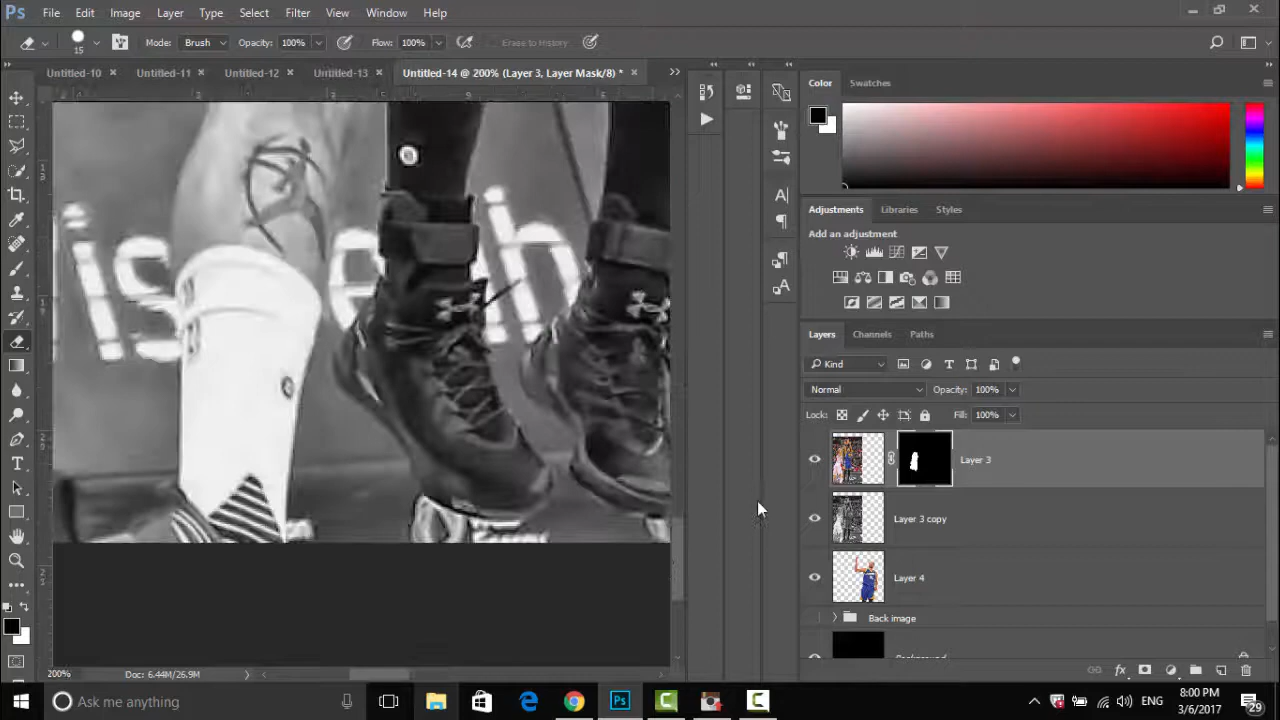 Ps File Edit Image Layer Type Select Filter View Window Help
15 Mode: Brush Opacity: 100% Flow: 100% Erase to History
Untitled-10 × Untitled-11 × Untitled-12 × Untitled-13 × Untitled-14 @ 200% (Layer 3, Layer Mask/8) * ×
Color Swatches
Adjustments Libraries Styles
Add an adjustment
Layers Channels Paths
Kind
Normal Opacity: 100%
Lock: Fill: 100%
Layer 3
Layer 3 copy
Layer 4
Back image
Background
200% Doc: 6.44M/26.9M
Ask me anything
ENG
8:00 PM
3/6/2017
29